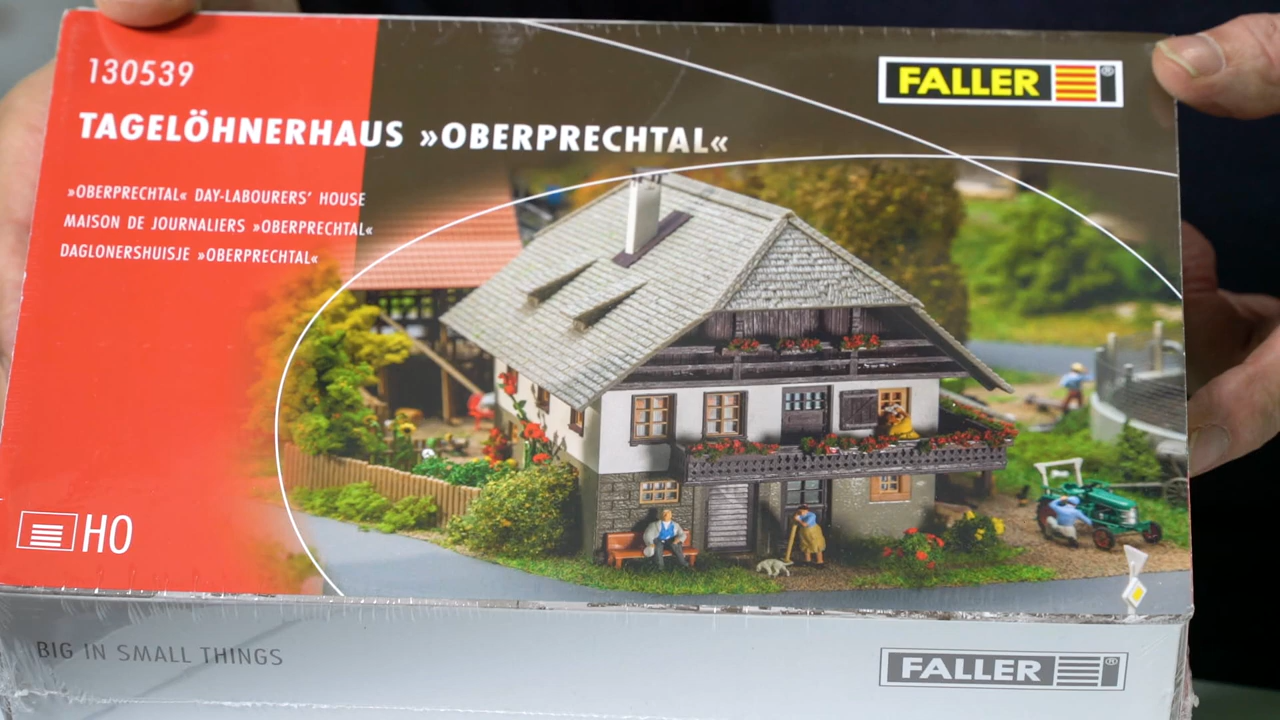 130539
FALLER®
TAGELÖHNERHAUS »OBERPRECHTAL«
»OBERPRECHTAL« DAY-LABOURERS' HOUSE
MAISON DE JOURNALIERS »OBERPRECHTAL«
DAGLONERSHUISJE »OBERPRECHTAL«
H0
BIG IN SMALL THINGS
FALLER®